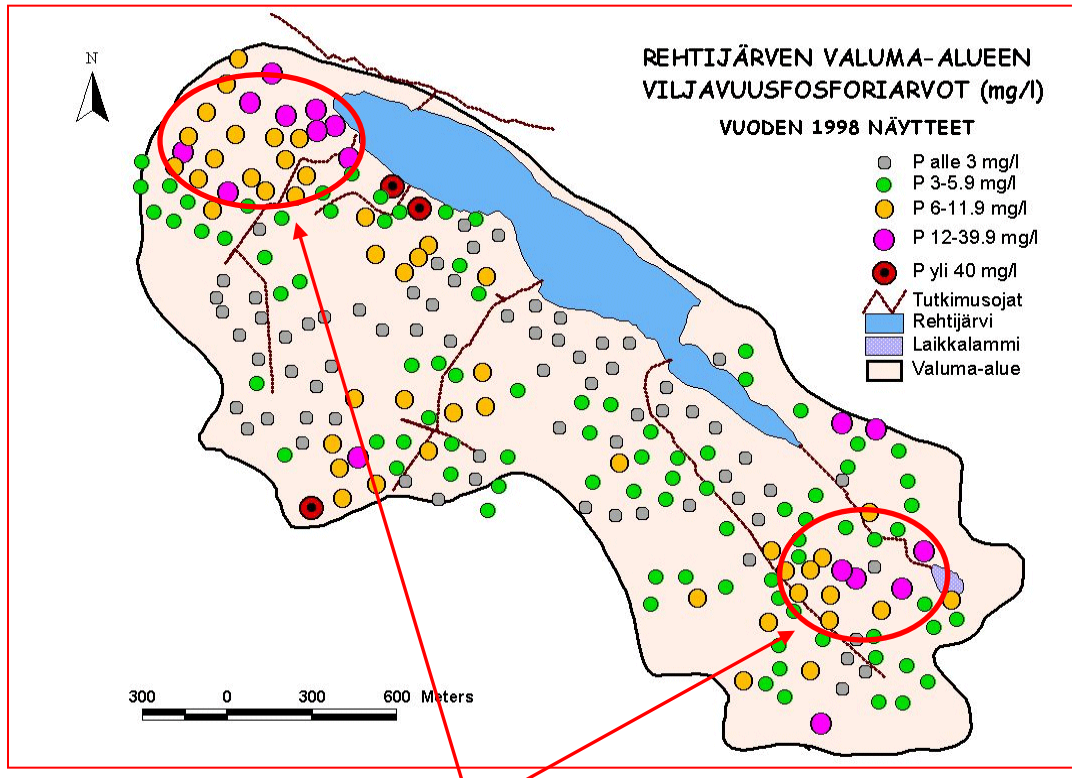 N
REHTIJÄRVEN VALUMA-ALUEEN
VILJAVUUSFOSFORIARVOT (mg/l)
VUODEN 1998 NÄYTTEET
P alle 3 mg/l
P 3-5.9 mg/l
P 6-11.9 mg/l
P 12-39.9 mg/l
P yli 40 mg/l
Tutkimusojat
Rehtijärvi
Laikkalammi
Valuma-alue
300 0 300 600 Meters